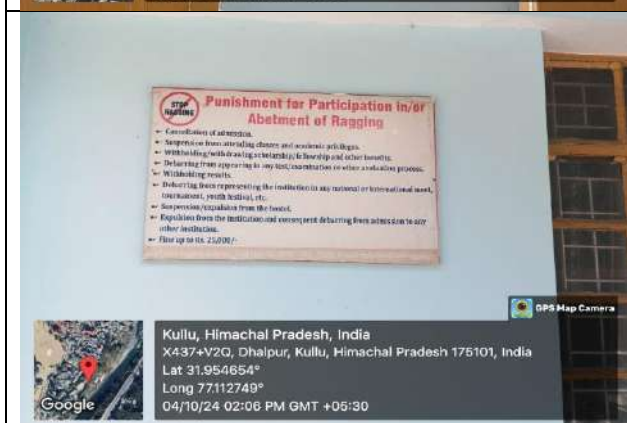 STOP
RAGGING
Punishment for Participation in/or
Abetment of Ragging
Cancellation of admission.
Suspension from attending classes and academic privileges.
Withholding/withdrawing scholarship/fellowship and other benefits.
Debarring from appearing in any test/examination or other evaluation process.
Withholding results.
Debarring from representing the institution in any national or international meet,
tournament, youth festival, etc.
Suspension/expulsion from the hostel.
Expulsion from the institution and consequent debarring from admission to any
other institution.
Fine up to Rs. 25,000/-
GPS Map Camera
Kullu, Himachal Pradesh, India
X437+V2Q, Dhalpur, Kullu, Himachal Pradesh 175101, India
Lat 31.954654°
Long 77.112749°
04/10/24 02:06 PM GMT +05:30
Google